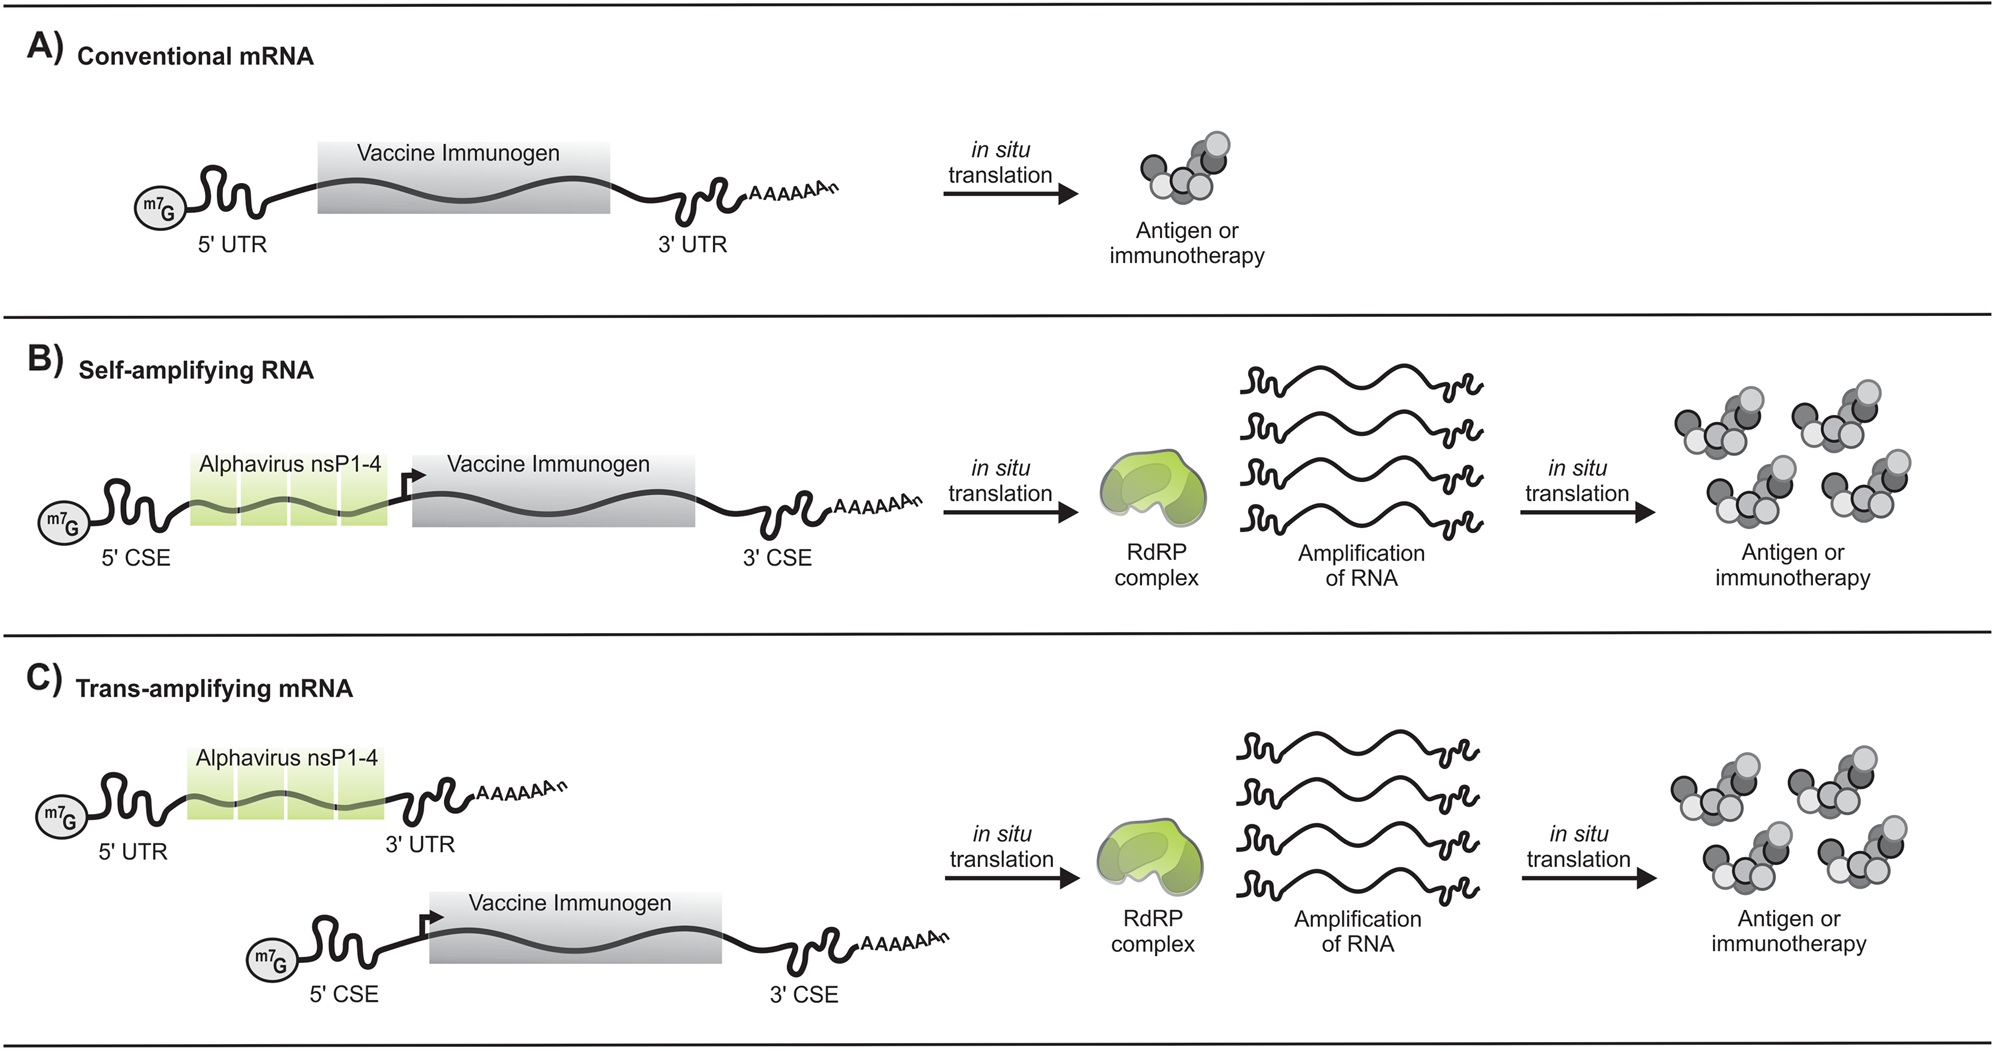 A) Conventional mRNA
Vaccine Immunogen
m7G
5' UTR
3' UTR
AAAAAAn
in situ
translation
Antigen or
immunotherapy
B) Self-amplifying RNA
Alphavirus nsP1-4
Vaccine Immunogen
m7G
5' CSE
3' CSE
AAAAAAn
in situ
translation
RdRP
complex
Amplification
of RNA
in situ
translation
Antigen or
immunotherapy
C) Trans-amplifying mRNA
Alphavirus nsP1-4
m7G
5' UTR
3' UTR
AAAAAAn
Vaccine Immunogen
m7G
5' CSE
3' CSE
AAAAAAn
in situ
translation
RdRP
complex
Amplification
of RNA
in situ
translation
Antigen or
immunotherapy